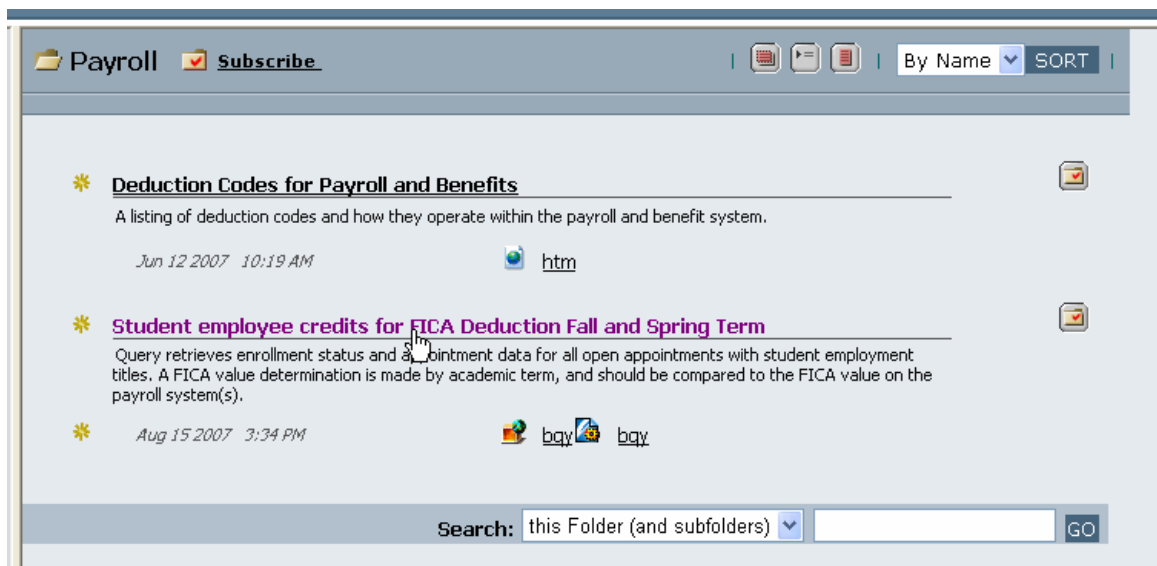 Payroll Subscribe | | By Name SORT |
Deduction Codes for Payroll and Benefits
A listing of deduction codes and how they operate within the payroll and benefit system.
Jun 12 2007 10:19 AM htm
Student employee credits for FICA Deduction Fall and Spring Term
Query retrieves enrollment status and appointment data for all open appointments with student employment
titles. A FICA value determination is made by academic term, and should be compared to the FICA value on the
payroll system(s).
Aug 15 2007 3:34 PM bqy bqy
Search: this Folder (and subfolders) GO